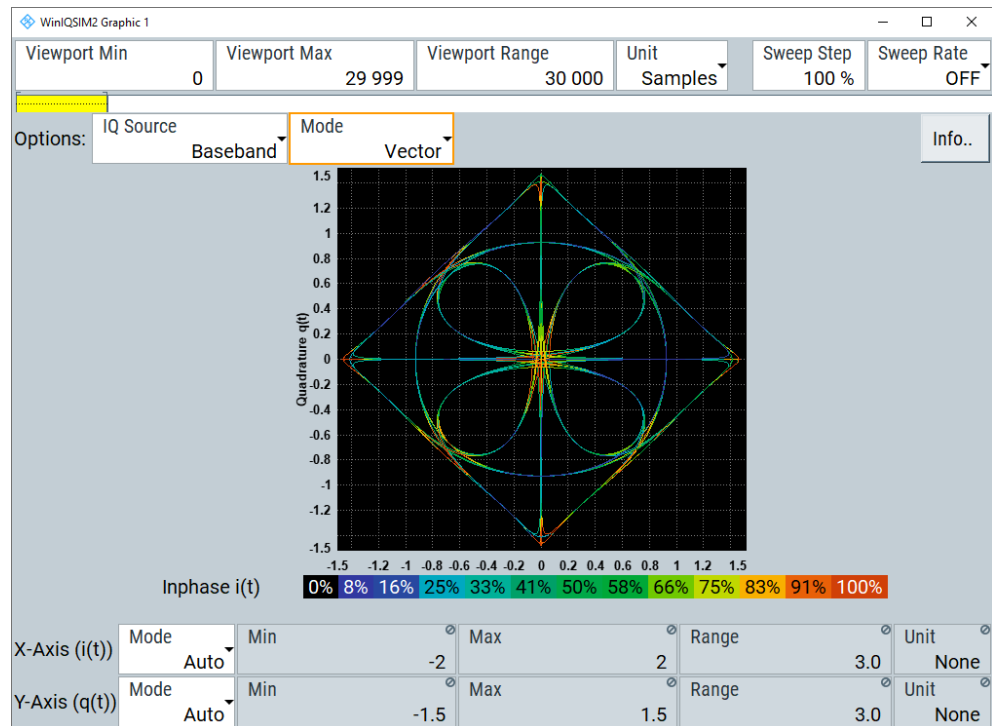 WinIQSIM2 Graphic 1
Viewport Min Viewport Max Viewport Range Unit Sweep Step Sweep Rate
0 29 999 30 000 Samples 100 % OFF
Options: IQ Source Mode Info..
Baseband Vector
1.5
1.2
1
0.8
0.6
0.4
0.2
0
-0.2
-0.4
-0.6
-0.8
-1
-1.2
-1.5
Quadrature q(t)
-1.5 -1.2 -1 -0.8 -0.6 -0.4 -0.2 0 0.2 0.4 0.6 0.8 1 1.2 1.5
Inphase i(t) 0% 8% 16% 25% 33% 41% 50% 58% 66% 75% 83% 91% 100%
X-Axis (i(t)) Mode Min Max Range Unit
Auto -2 2 3.0 None
Y-Axis (q(t)) Mode Min Max Range Unit
Auto -1.5 1.5 3.0 None